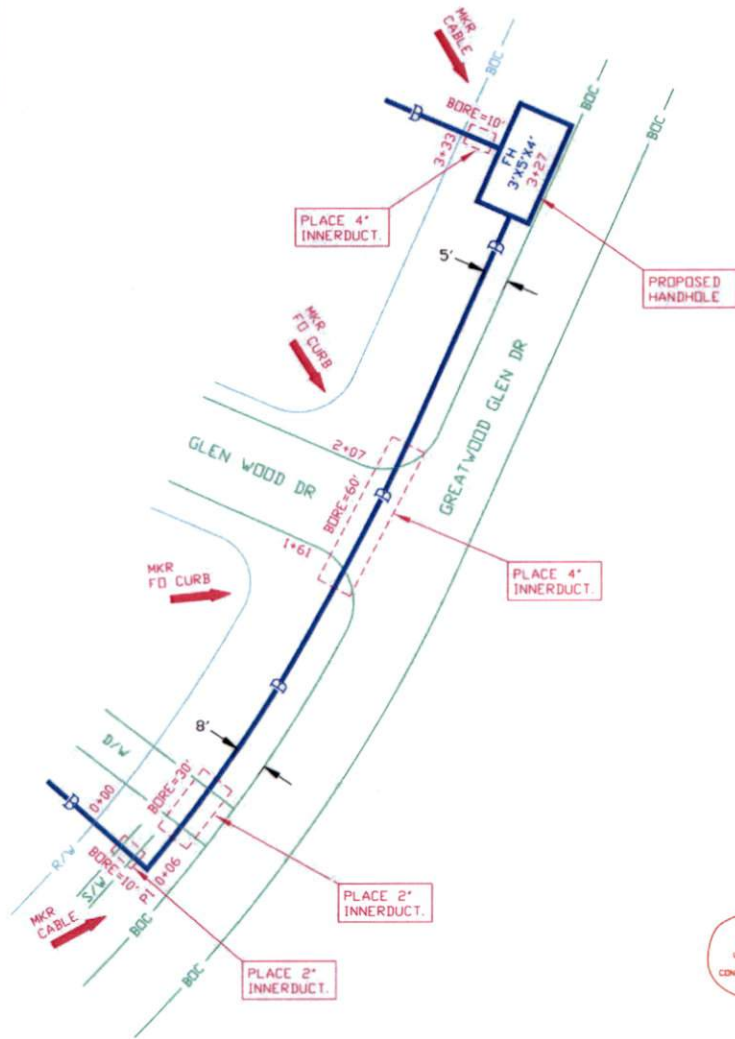 MKR
CABLE
BOC
BOC
BOC
BORE=10'
3+33
FH
3'X5'X4'
3+27
PLACE 4"
INNERDUCT.
5'
PROPOSED
HANDHOLE
MKR
FO CURB
GREATWOOD GLEN DR
GLEN WOOD DR
2+07
BORE=60'
1+61
PLACE 4"
INNERDUCT.
MKR
FO CURB
8'
D/W
BORE=30'
0+00
R/W
BORE=10'
S/W
PI 0+06
MKR
CABLE
BOC
BOC
PLACE 2"
INNERDUCT.
PLACE 2"
INNERDUCT.